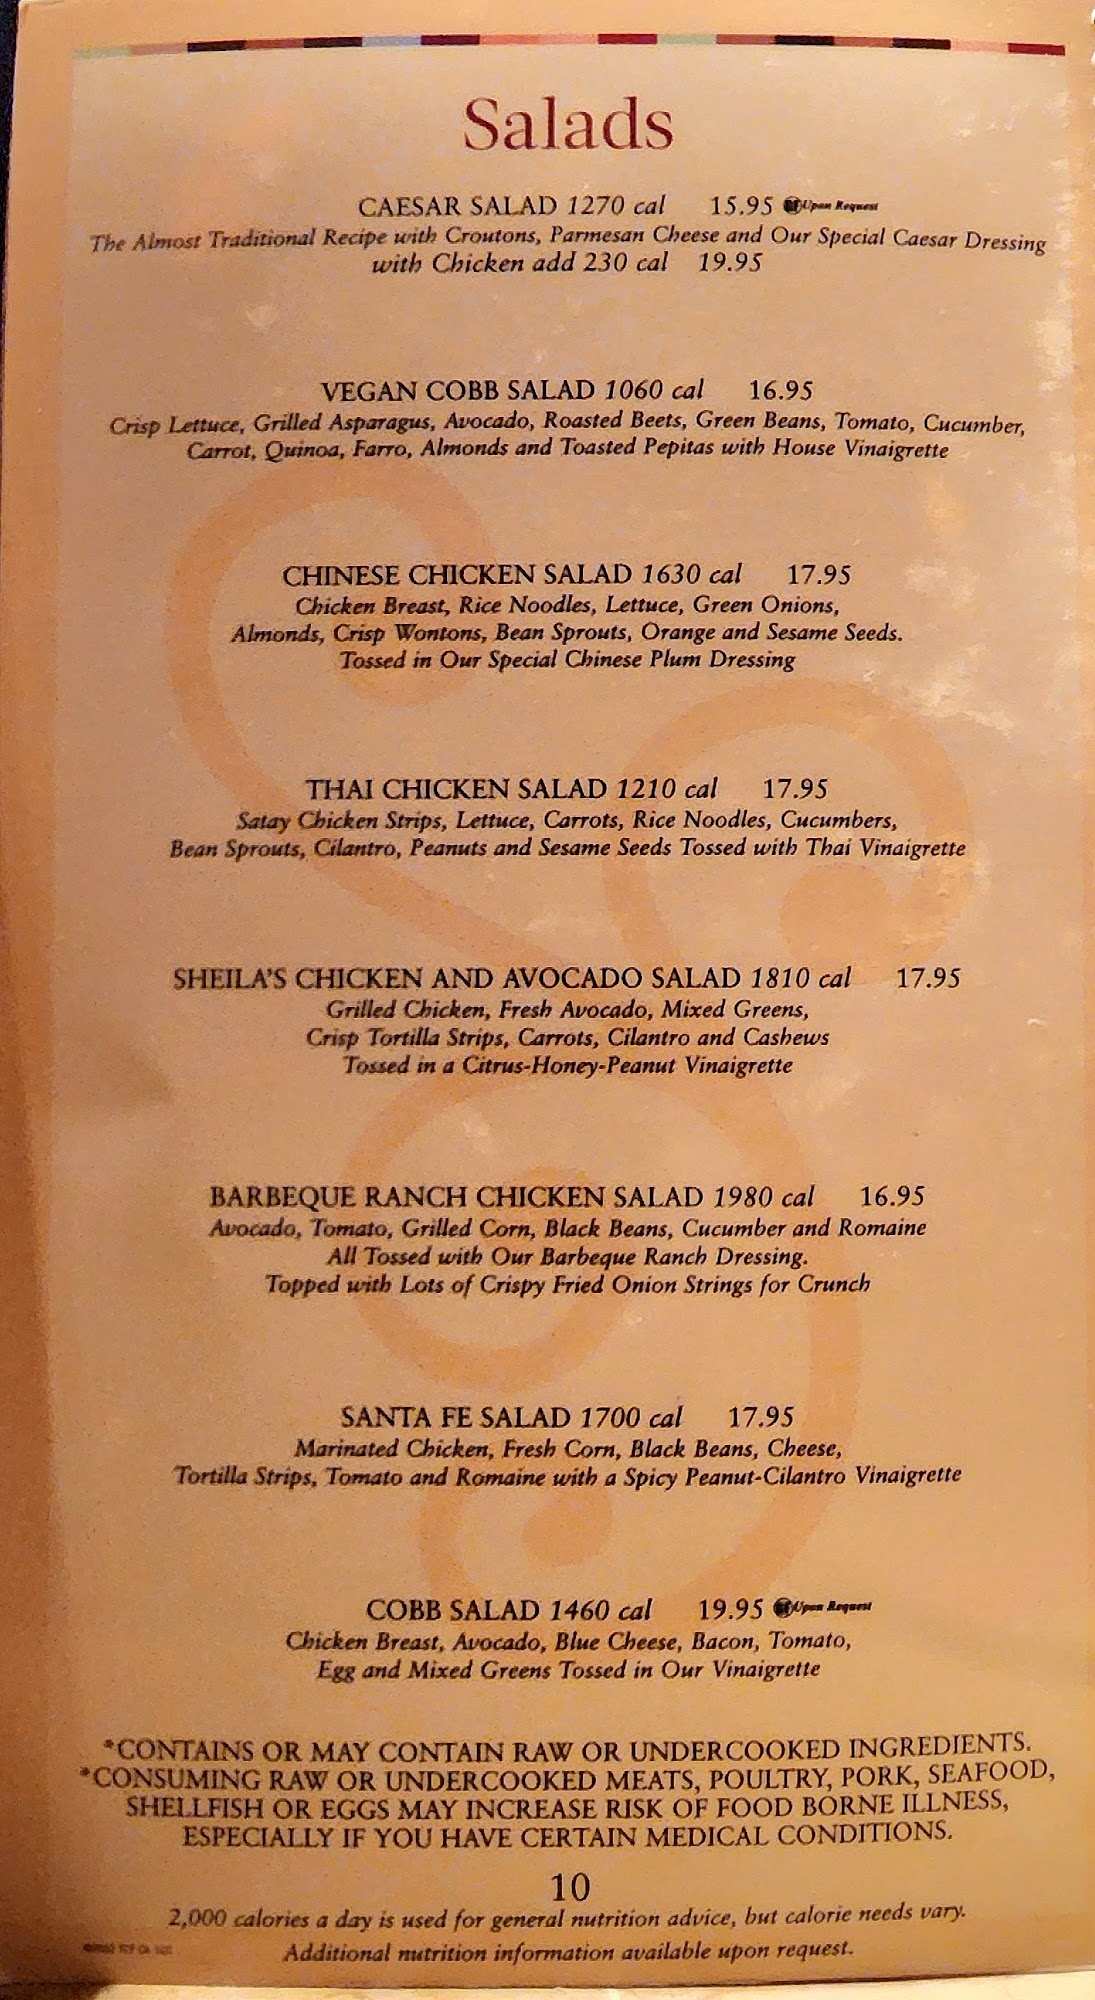 Salads
CAESAR SALAD 1270 cal 15.95 Upon Request
The Almost Traditional Recipe with Croutons, Parmesan Cheese and Our Special Caesar Dressing
with Chicken add 230 cal 19.95
VEGAN COBB SALAD 1060 cal 16.95
Crisp Lettuce, Grilled Asparagus, Avocado, Roasted Beets, Green Beans, Tomato, Cucumber,
Carrot, Quinoa, Farro, Almonds and Toasted Pepitas with House Vinaigrette
CHINESE CHICKEN SALAD 1630 cal 17.95
Chicken Breast, Rice Noodles, Lettuce, Green Onions,
Almonds, Crisp Wontons, Bean Sprouts, Orange and Sesame Seeds.
Tossed in Our Special Chinese Plum Dressing
THAI CHICKEN SALAD 1210 cal 17.95
Satay Chicken Strips, Lettuce, Carrots, Rice Noodles, Cucumbers,
Bean Sprouts, Cilantro, Peanuts and Sesame Seeds Tossed with Thai Vinaigrette
SHEILA'S CHICKEN AND AVOCADO SALAD 1810 cal 17.95
Grilled Chicken, Fresh Avocado, Mixed Greens,
Crisp Tortilla Strips, Carrots, Cilantro and Cashews
Tossed in a Citrus-Honey-Peanut Vinaigrette
BARBEQUE RANCH CHICKEN SALAD 1980 cal 16.95
Avocado, Tomato, Grilled Corn, Black Beans, Cucumber and Romaine
All Tossed with Our Barbeque Ranch Dressing.
Topped with Lots of Crispy Fried Onion Strings for Crunch
SANTA FE SALAD 1700 cal 17.95
Marinated Chicken, Fresh Corn, Black Beans, Cheese,
Tortilla Strips, Tomato and Romaine with a Spicy Peanut-Cilantro Vinaigrette
COBB SALAD 1460 cal 19.95 Upon Request
Chicken Breast, Avocado, Blue Cheese, Bacon, Tomato,
Egg and Mixed Greens Tossed in Our Vinaigrette
*CONTAINS OR MAY CONTAIN RAW OR UNDERCOOKED INGREDIENTS.
*CONSUMING RAW OR UNDERCOOKED MEATS, POULTRY, PORK, SEAFOOD,
SHELLFISH OR EGGS MAY INCREASE RISK OF FOOD BORNE ILLNESS,
ESPECIALLY IF YOU HAVE CERTAIN MEDICAL CONDITIONS.
10
2,000 calories a day is used for general nutrition advice, but calorie needs vary.
Additional nutrition information available upon request.